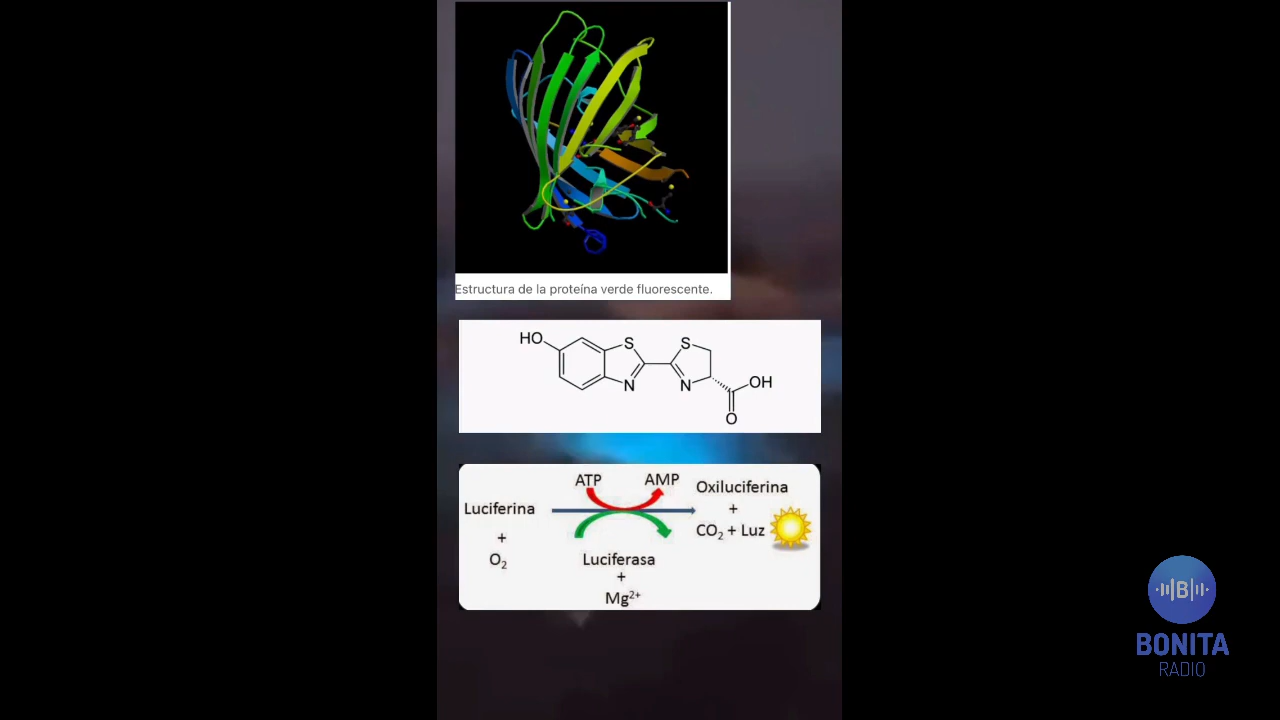 Estructura de la proteína verde fluorescente.
HO
S
N
S
N
OH
O
ATP
AMP
Luciferina
+
O₂
Luciferasa
+
Mg²⁺
Oxiluciferina
+
CO₂ + Luz
B
BONITA
RADIO